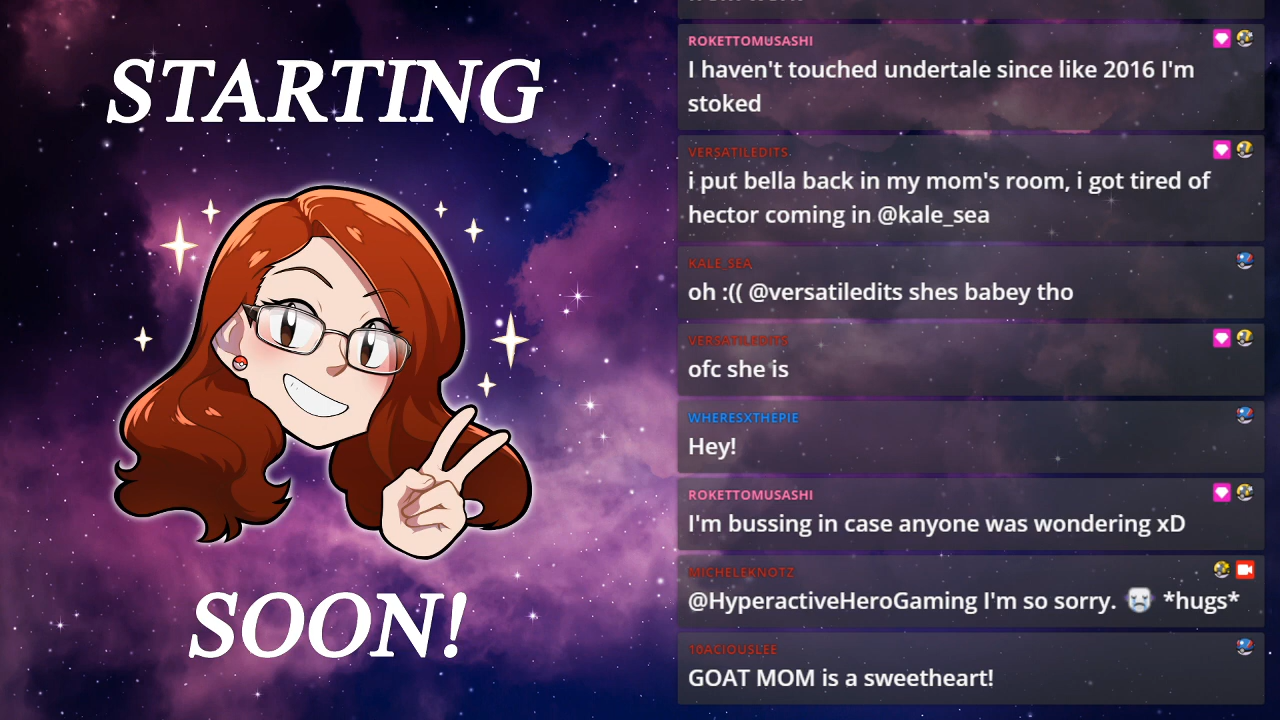 STARTING
SOON!
ROKETTOMUSASHI
I haven't touched undertale since like 2016 I'm
stoked
VERSATILEDITS
i put bella back in my mom's room, i got tired of
hector coming in @kale_sea
KALE_SEA
oh :(( @versatiledits shes babey tho
VERSATILEDITS
ofc she is
WHERESXTHEPIE
Hey!
ROKETTOMUSASHI
I'm bussing in case anyone was wondering xD
MICHELEKNOTZ
@HyperactiveHeroGaming I'm so sorry. *hugs*
10ACIOUSLEE
GOAT MOM is a sweetheart!